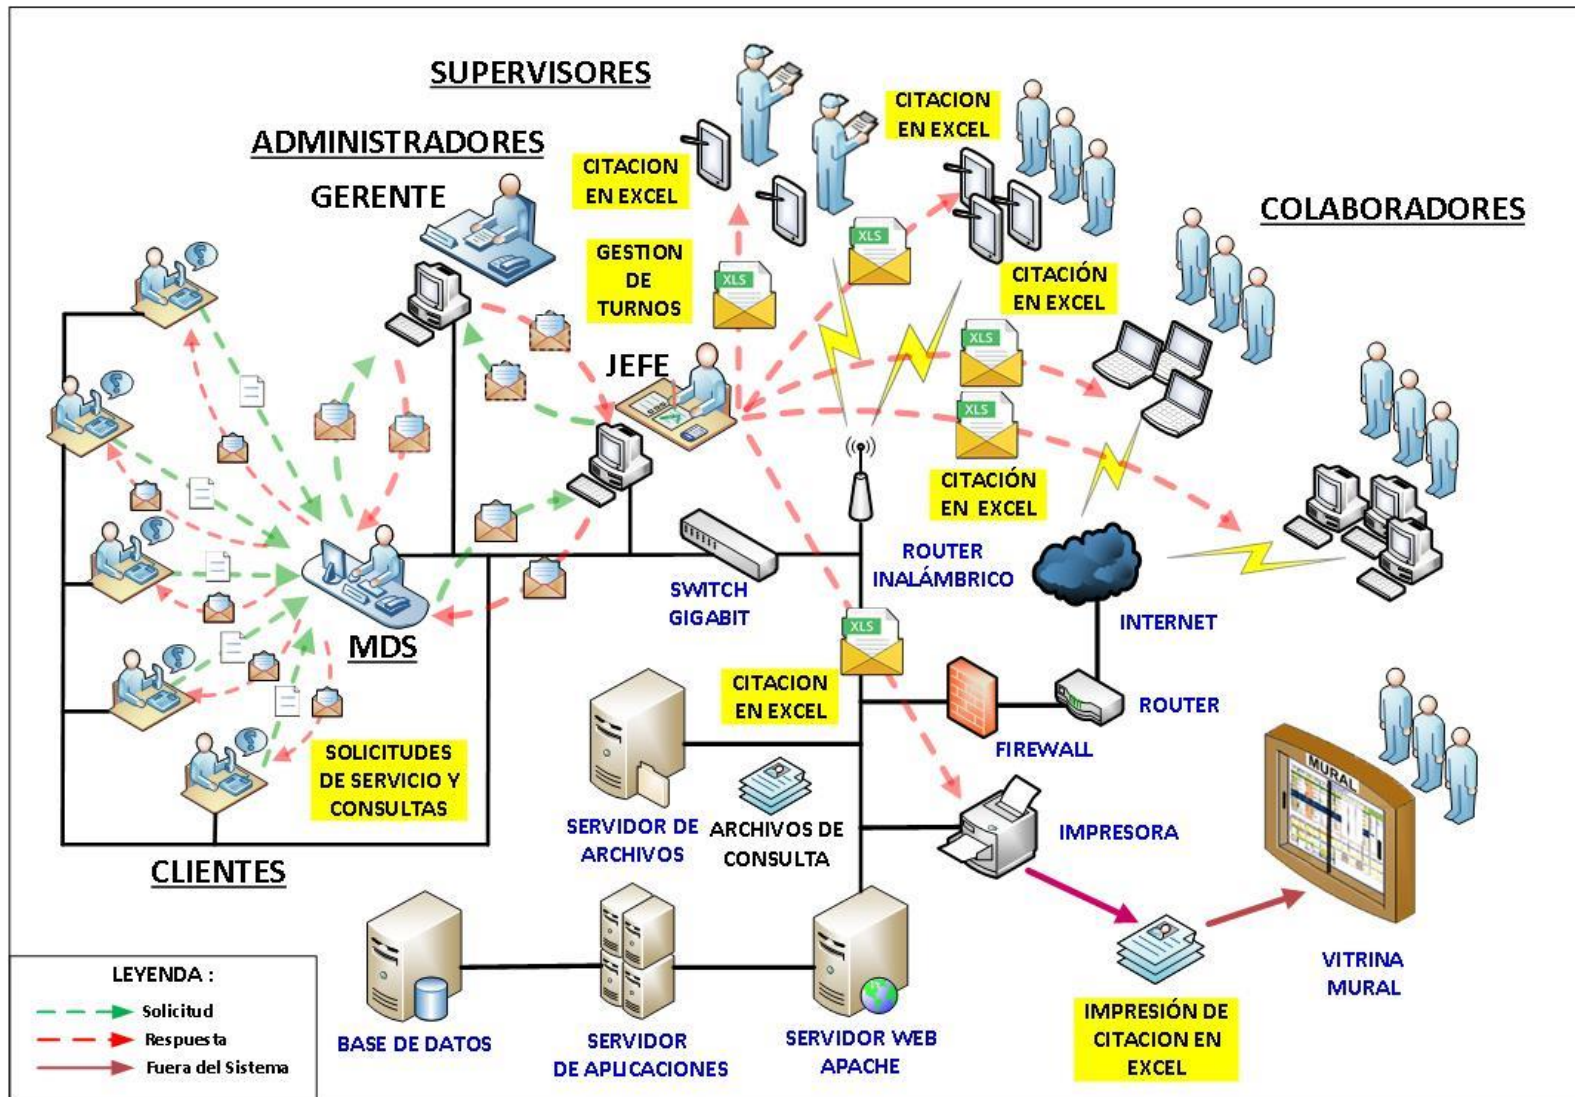 SUPERVISORES
ADMINISTRADORES
GERENTE
CITACION
EN EXCEL
CITACION
EN EXCEL
COLABORADORES
GESTION
DE
TURNOS
XLS
XLS
CITACIÓN
EN EXCEL
JEFE
XLS
XLS
CITACIÓN
EN EXCEL
SWITCH
GIGABIT
ROUTER
INALÁMBRICO
INTERNET
MDS
XLS
CITACION
EN EXCEL
FIREWALL
ROUTER
SOLICITUDES
DE SERVICIO Y
CONSULTAS
CLIENTES
SERVIDOR DE
ARCHIVOS
ARCHIVOS DE
CONSULTA
IMPRESORA
MURAL
VITRINA
MURAL
BASE DE DATOS
SERVIDOR
DE APLICACIONES
SERVIDOR WEB
APACHE
IMPRESIÓN DE
CITACION EN
EXCEL
LEYENDA :
Solicitud
Respuesta
Fuera del Sistema